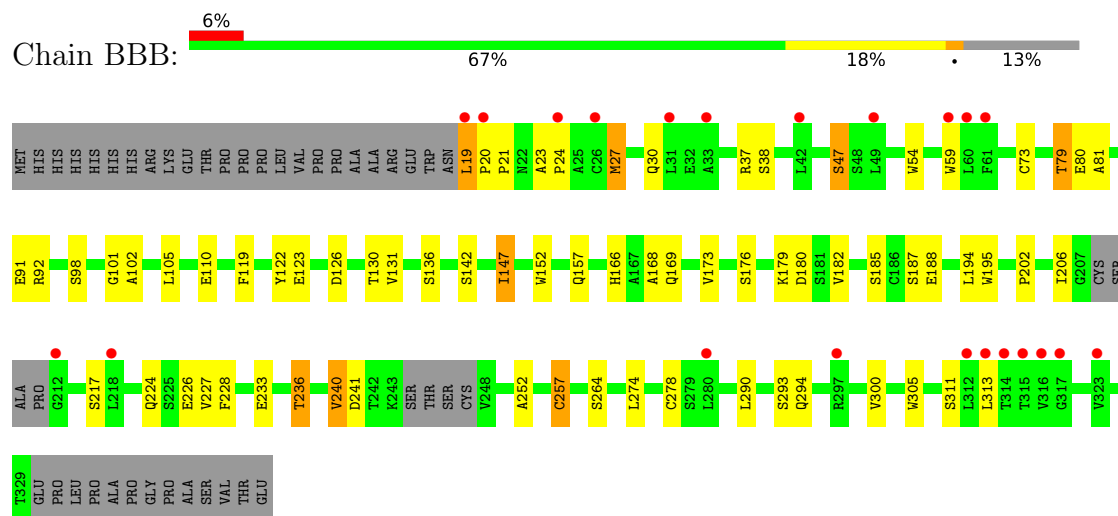 6%
Chain BBB:
67% 18% • 13%
MET HIS HIS HIS HIS HIS HIS ARG LYS GLU THR PRO PRO PRO LEU VAL PRO PRO ALA ALA ARG GLU TRP ASN L19 P20 P21 N22 A23 P24 A25 C26 M27 Q30 L31 E32 A33 R37 S38 L42 S47 S48 L49 W54 W59 L60 F61 C73 T79 E80 A81
E91 R92 S98 G101 A102 L105 E110 F119 Y122 E123 D126 T130 V131 S136 S142 I147 W152 Q157 H166 A167 A168 Q169 V173 S176 K179 D180 S181 V182 S185 C186 S187 E188 L194 W195 P202 I206 G207 CYS SER
ALA PRO G212 S217 L218 Q224 S225 E226 V227 F228 E233 T236 V240 D241 T242 K243 SER THR SER CYS V248 A252 C257 S264 L274 C278 S279 L280 L290 S293 Q294 R297 V300 W305 S311 L312 L313 T314 T315 V316 G317 V323
T329 GLU PRO LEU PRO ALA PRO GLY PRO ALA SER VAL THR GLU